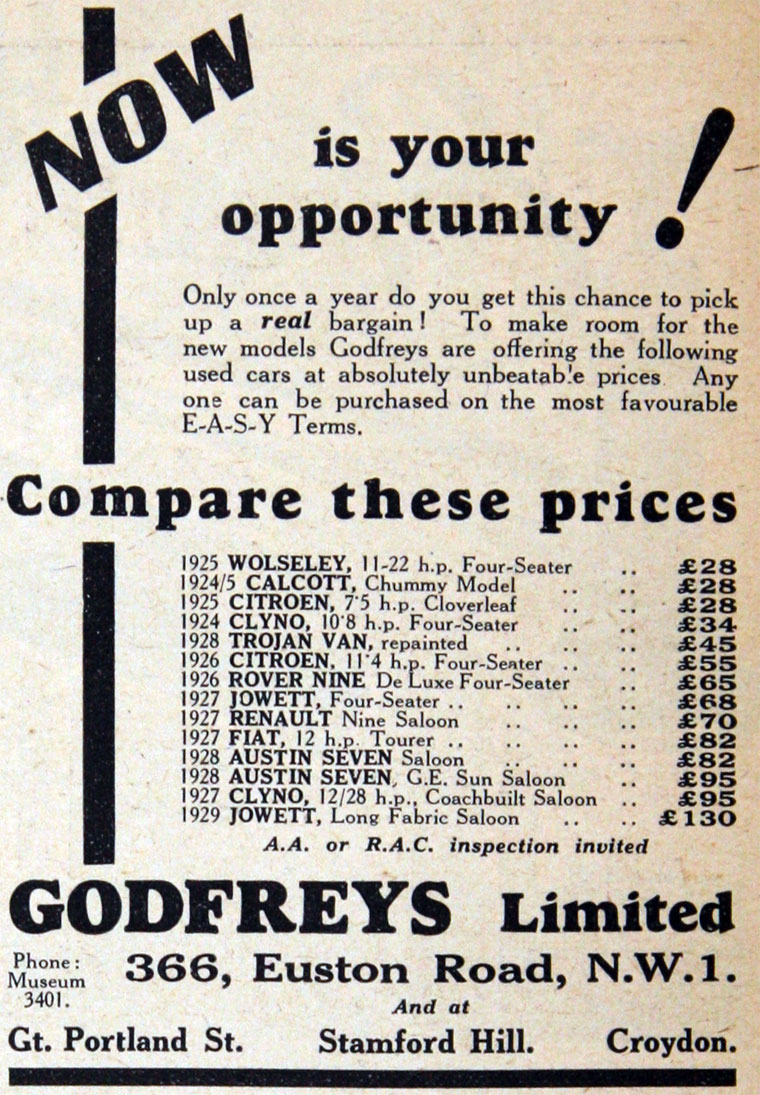 NOW
is your
opportunity !
Only once a year do you get this chance to pick
up a real bargain ! To make room for the
new models Godfreys are offering the following
used cars at absolutely unbeatable prices Any
one can be purchased on the most favourable
E-A-S-Y Terms.
Compare these prices
1925 WOLSELEY, 11-22 h.p. Four-Seater .. £28
1924/5 CALCOTT, Chummy Model .. .. £28
1925 CITROEN, 7·5 h.p. Cloverleaf .. .. £28
1924 CLYNO, 10·8 h.p. Four-Seater .. .. £34
1928 TROJAN VAN, repainted .. .. .. £45
1926 CITROEN, 11·4 h.p. Four-Seater .. .. £55
1926 ROVER NINE De Luxe Four-Seater .. £65
1927 JOWETT, Four-Seater .. .. .. .. £68
1927 RENAULT Nine Saloon .. .. .. £70
1927 FIAT, 12 h.p. Tourer .. .. .. .. £82
1928 AUSTIN SEVEN Saloon .. .. .. £82
1928 AUSTIN SEVEN, G.E. Sun Saloon .. £95
1927 CLYNO, 12/28 h.p., Coachbuilt Saloon .. £95
1929 JOWETT, Long Fabric Saloon .. .. £130
A.A. or R.A.C. inspection invited
GODFREYS Limited
Phone :
Museum
3401.
366, Euston Road, N.W.1.
And at
Gt. Portland St. Stamford Hill. Croydon.